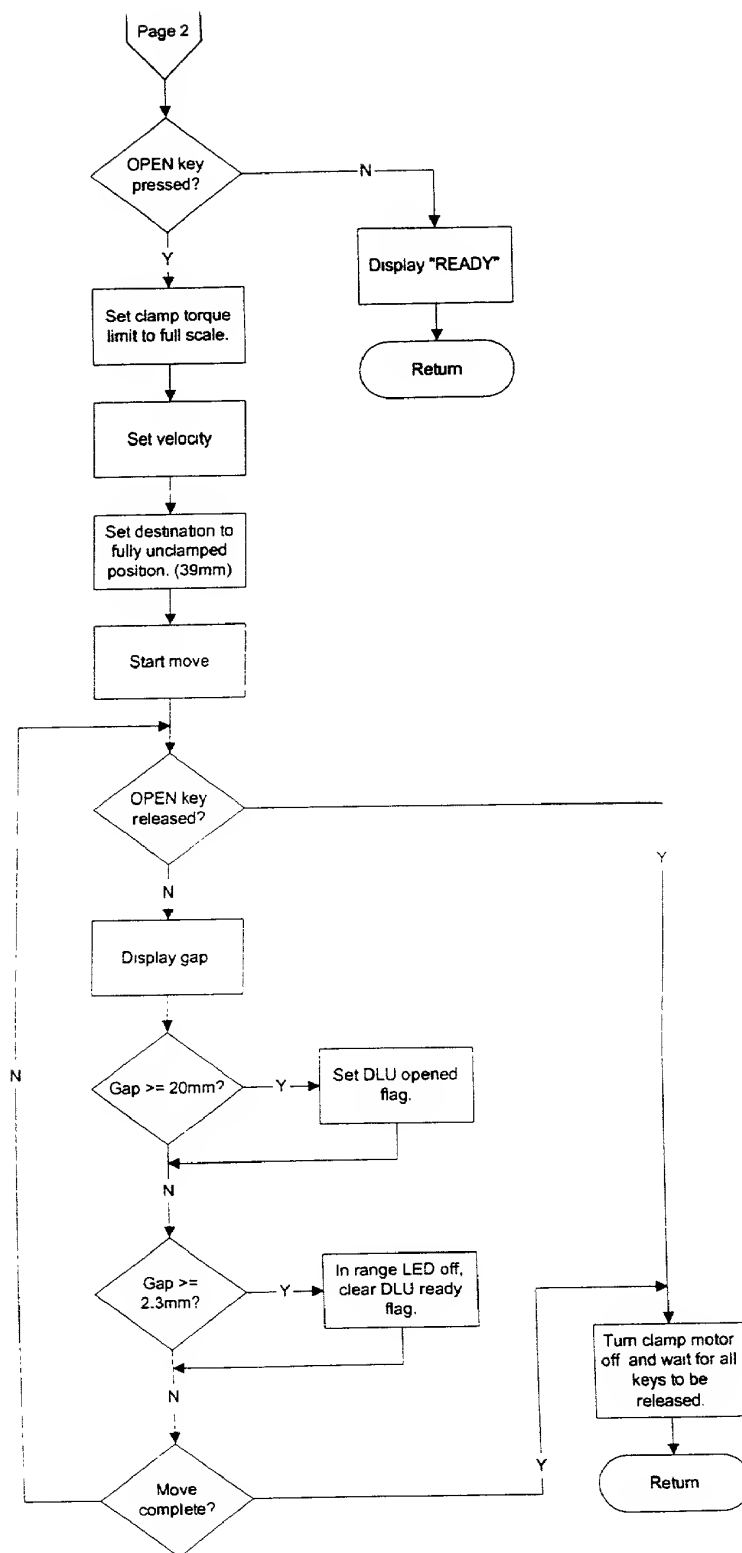 Page 2
OPEN key
pressed?
N
Y
Display "READY"
Return
Set clamp torque
limit to full scale.
Set velocity
Set destination to
fully unclamped
position. (39mm)
Start move
OPEN key
released?
Y
N
Display gap
N
Gap >= 20mm?
Y
Set DLU opened
flag.
N
Gap >=
2.3mm?
Y
In range LED off,
clear DLU ready
flag.
N
Turn clamp motor
off and wait for all
keys to be
released.
Y
Move
complete?
Return